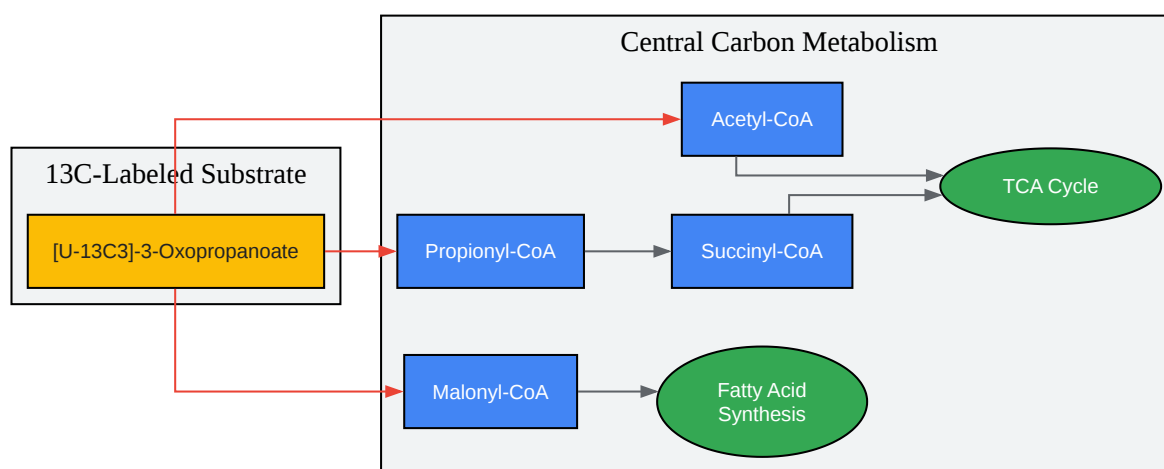 Central Carbon Metabolism
Acetyl-CoA
13C-Labeled Substrate
TCA Cycle
[U-13C3]-3-Oxopropanoate
Propionyl-CoA
Succinyl-CoA
Malonyl-CoA
Fatty Acid
Synthesis